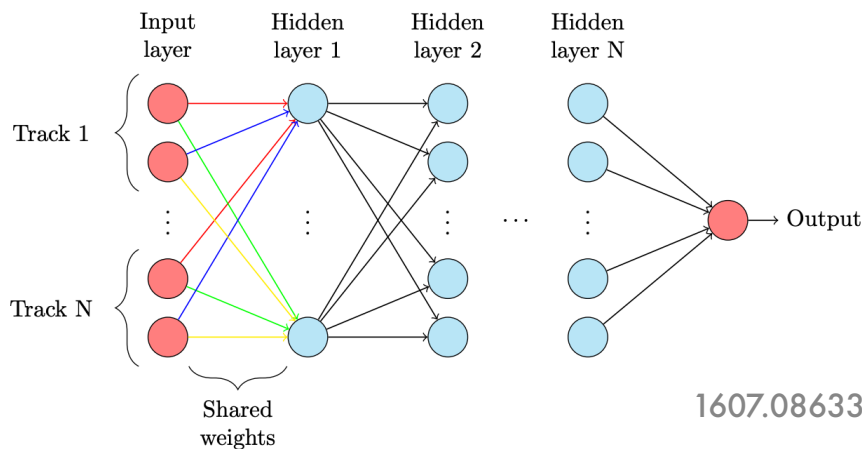 Input
layer
Hidden
layer 1
Hidden
layer 2
Hidden
layer N
Track 1
Track N
Output
Shared
weights
1607.08633